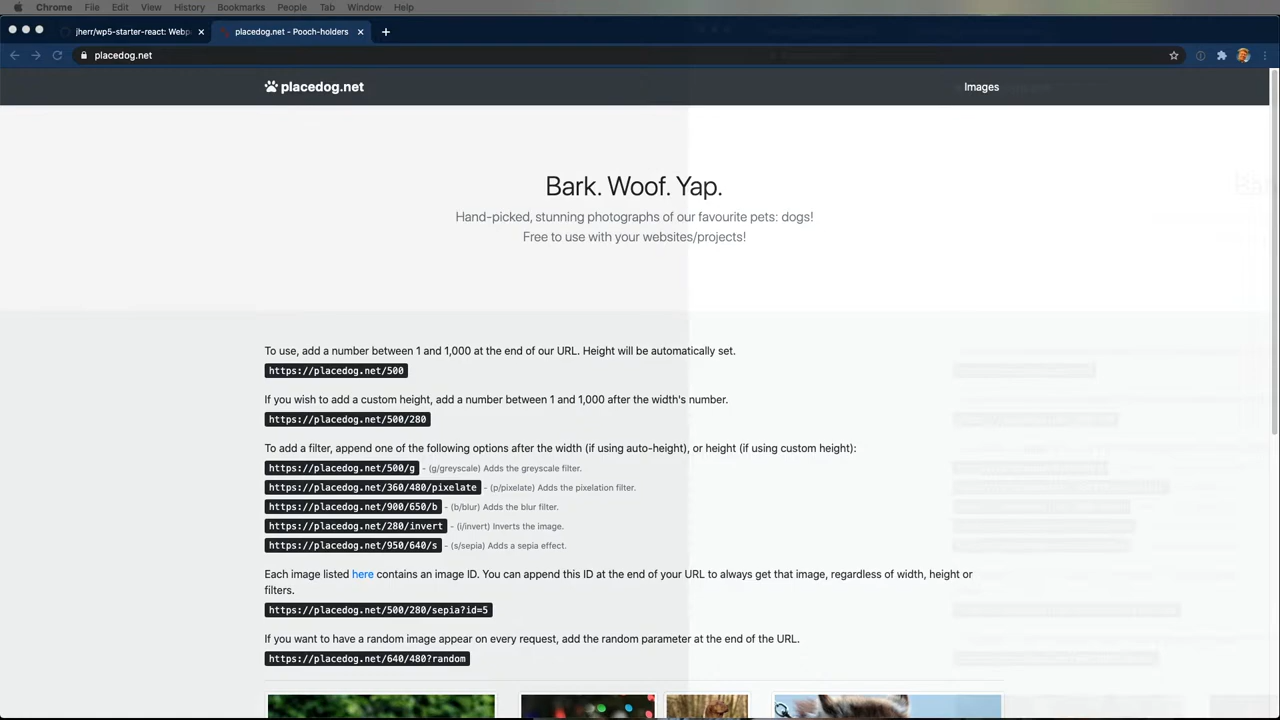 Chrome File Edit View History Bookmarks People Tab Window Help
jherr/wp5-starter-react: Webp placedog.net - Pooch-holders
placedog.net
placedog.net Images
Bark. Woof. Yap.
Hand-picked, stunning photographs of our favourite pets: dogs!
Free to use with your websites/projects!
To use, add a number between 1 and 1,000 at the end of our URL. Height will be automatically set.
https://placedog.net/500
If you wish to add a custom height, add a number between 1 and 1,000 after the width's number.
https://placedog.net/500/280
To add a filter, append one of the following options after the width (if using auto-height), or height (if using custom height):
https://placedog.net/500/g - (g/greyscale) Adds the greyscale filter.
https://placedog.net/360/480/pixelate - (p/pixelate) Adds the pixelation filter.
https://placedog.net/900/650/b - (b/blur) Adds the blur filter.
https://placedog.net/280/invert - (i/invert) Inverts the image.
https://placedog.net/950/640/s - (s/sepia) Adds a sepia effect.
Each image listed here contains an image ID. You can append this ID at the end of your URL to always get that image, regardless of width, height or
filters.
https://placedog.net/500/280/sepia?id=5
If you want to have a random image appear on every request, add the random parameter at the end of the URL.
https://placedog.net/640/480?random